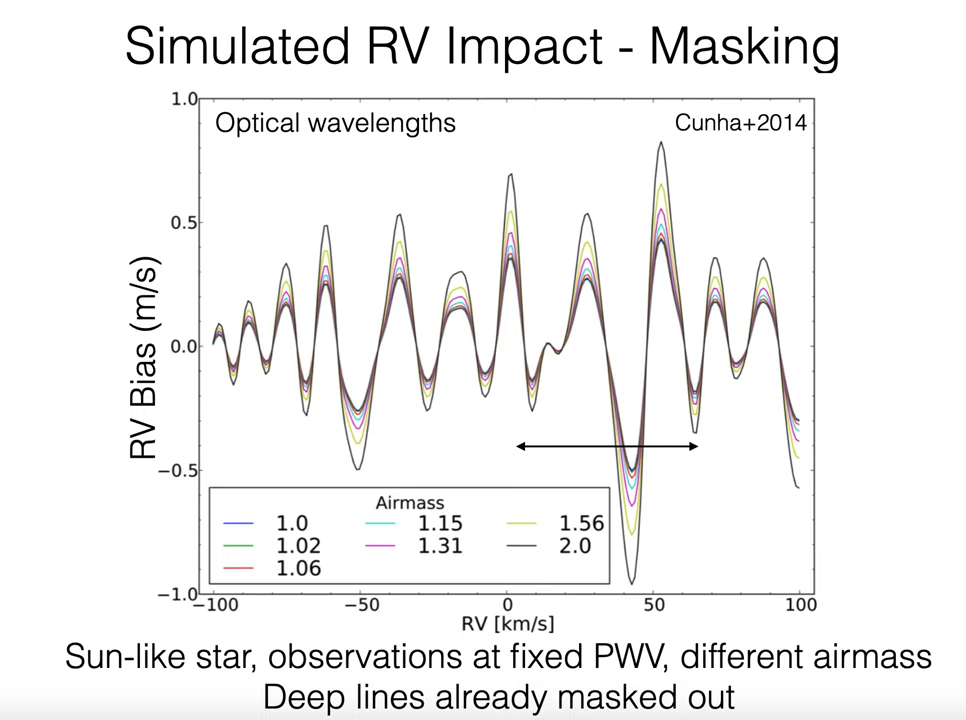 Simulated RV Impact - Masking
Optical wavelengths
Cunha+2014
RV Bias (m/s)
1.0
0.5
0.0
−0.5
−1.0
Airmass
1.0 1.15 1.56
1.02 1.31 2.0
1.06
−100 −50 0 50 100
RV [km/s]
Sun-like star, observations at fixed PWV, different airmass
Deep lines already masked out